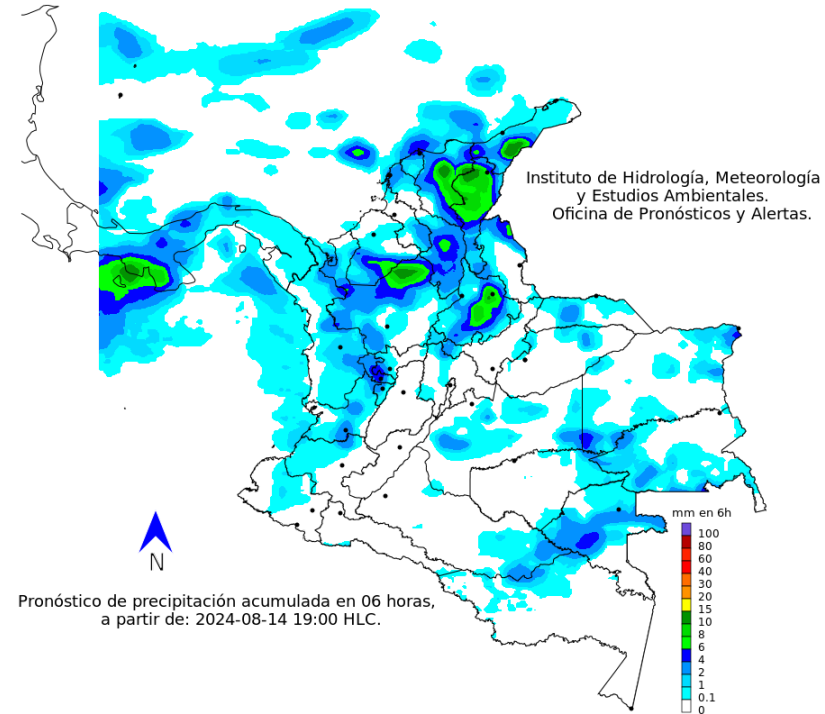 Instituto de Hidrología, Meteorología
y Estudios Ambientales.
Oficina de Pronósticos y Alertas.
mm en 6h
100
80
60
40
30
20
15
10
8
6
4
2
1
0.1
0
N
Pronóstico de precipitación acumulada en 06 horas,
a partir de: 2024-08-14 19:00 HLC.